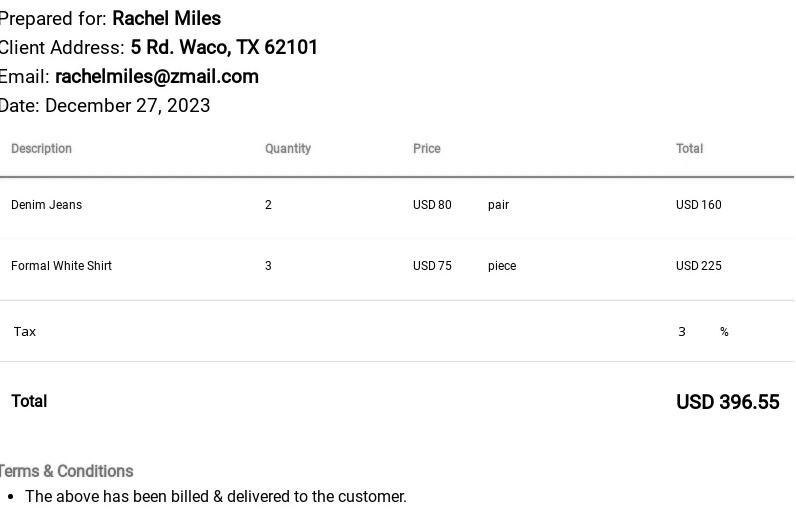 Prepared for: Rachel Miles
Client Address: 5 Rd. Waco, TX 62101
Email: rachelmiles@zmail.com
Date: December 27, 2023
Description Quantity Price Total
Denim Jeans 2 USD 80 pair USD 160
Formal White Shirt 3 USD 75 piece USD 225
Tax 3 %
Total USD 396.55
Terms & Conditions
• The above has been billed & delivered to the customer.